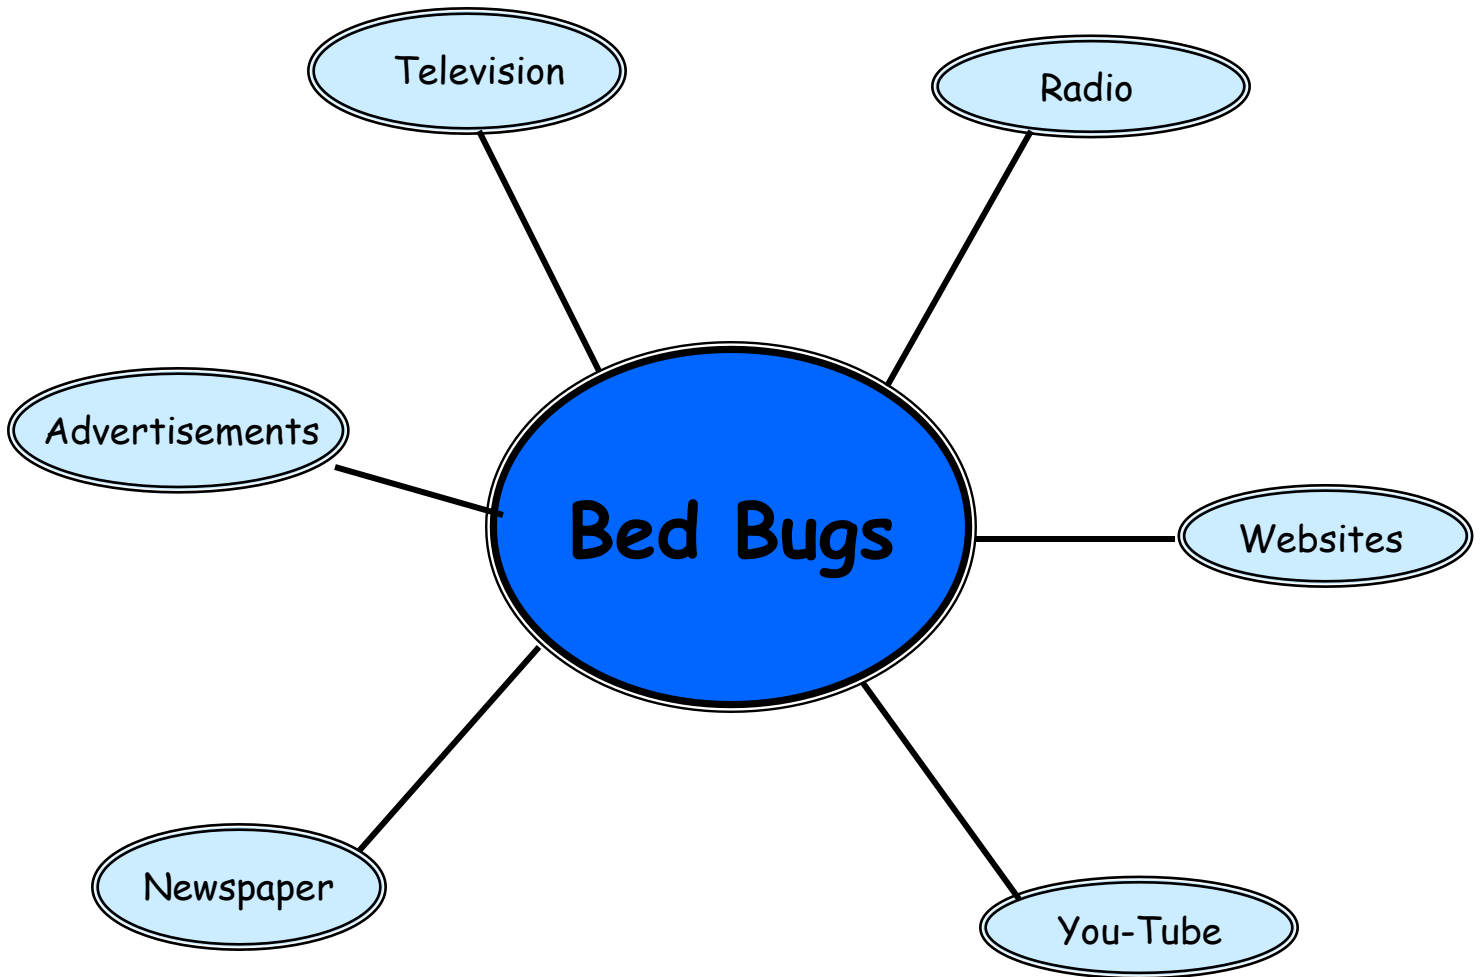 Television
Radio
Advertisements
Bed Bugs
Websites
Newspaper
You-Tube